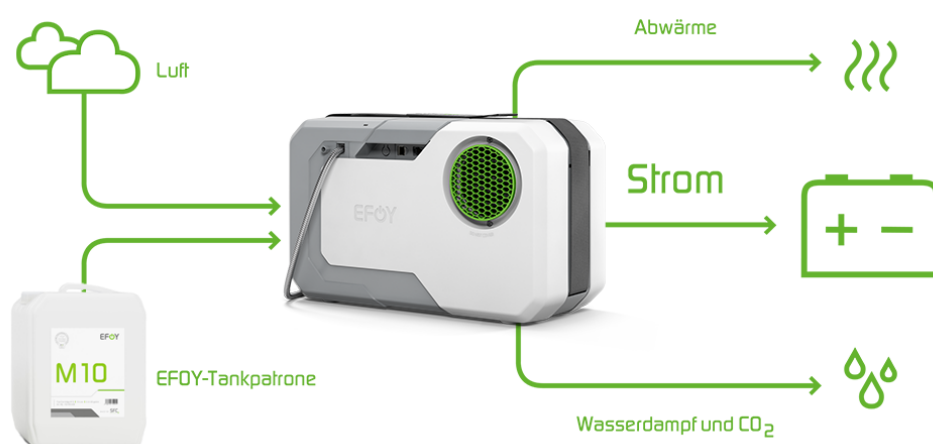 Abwärme
Luft
Strom
EFOY
+ −
EFOY
M10
EFOY-Tankpatrone
Wasserdampf und CO₂